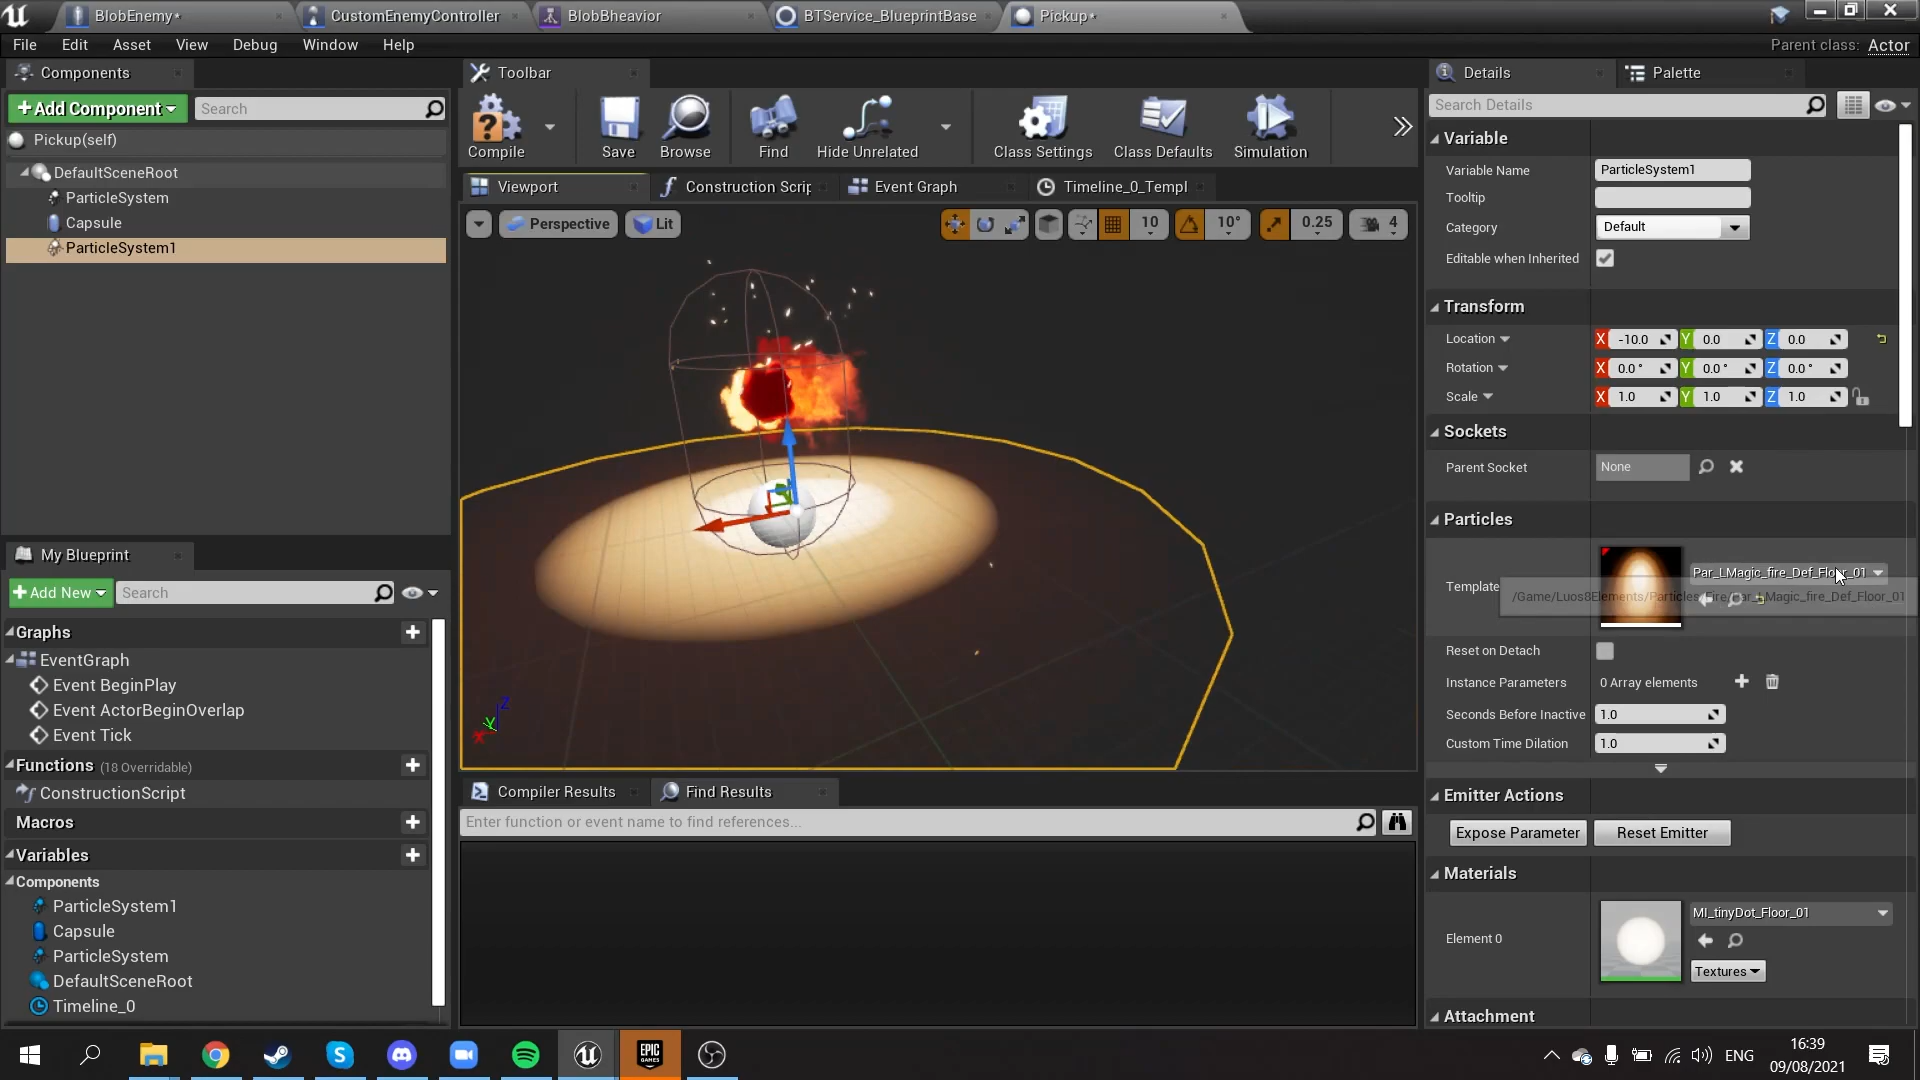 BlobEnemy*
CustomEnemyController
BlobBheavior
BTService_BlueprintBase
Pickup*
File Edit Asset View Debug Window Help
Parent class: Actor
Components
+Add Component
Search
Pickup(self)
DefaultSceneRoot
ParticleSystem
Capsule
ParticleSystem1
My Blueprint
+Add New
Search
Graphs
EventGraph
Event BeginPlay
Event ActorBeginOverlap
Event Tick
Functions (18 Overridable)
ConstructionScript
Macros
Variables
Components
ParticleSystem1
Capsule
ParticleSystem
DefaultSceneRoot
Timeline_0
Toolbar
Compile
Save
Browse
Find
Hide Unrelated
Class Settings
Class Defaults
Simulation
Viewport
Construction Scrip
Event Graph
Timeline_0_Templ
Perspective
Lit
10
10°
0.25
4
X Y Z
Compiler Results
Find Results
Enter function or event name to find references...
Details
Palette
Search Details
Variable
Variable Name ParticleSystem1
Tooltip
Category Default
Editable when Inherited
Transform
Location X -10.0 Y 0.0 Z 0.0
Rotation X 0.0° Y 0.0° Z 0.0°
Scale X 1.0 Y 1.0 Z 1.0
Sockets
Parent Socket None
Particles
Template Par_LMagic_fire_Def_Floor_01
/Game/Luos8Elements/Particles_Fire/Par_LMagic_fire_Def_Floor_01
Reset on Detach
Instance Parameters 0 Array elements
Seconds Before Inactive 1.0
Custom Time Dilation 1.0
Emitter Actions
Expose Parameter Reset Emitter
Materials
Element 0 MI_tinyDot_Floor_01
Textures
Attachment
EPIC GAMES
ENG
16:39
09/08/2021